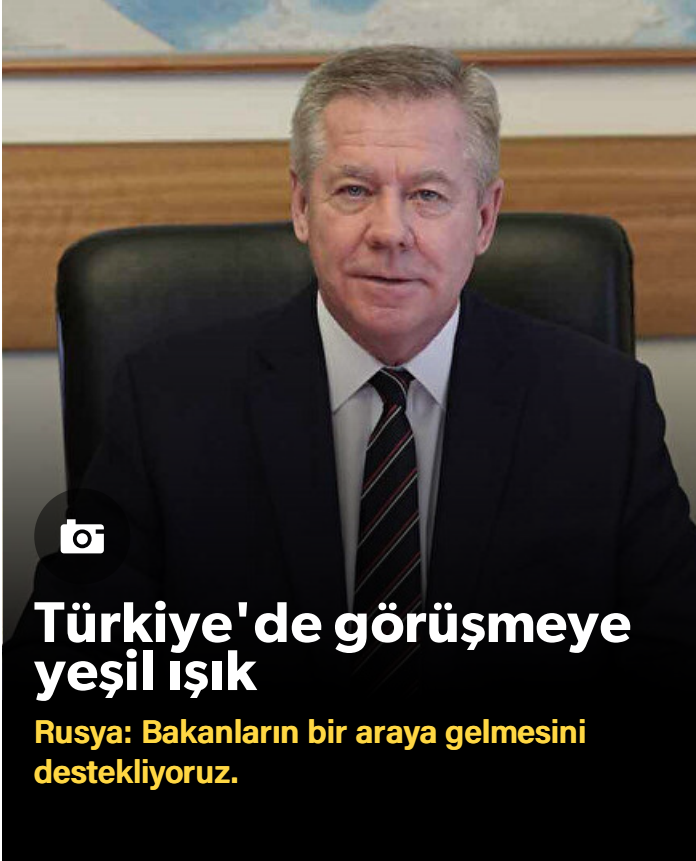 Türkiye'de görüşmeye
yeşil ışık
Rusya: Bakanların bir araya gelmesini
destekliyoruz.